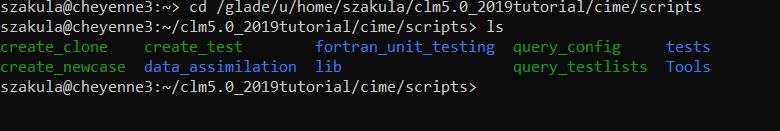 szakula@cheyenne3:~> cd /glade/u/home/szakula/clm5.0_2019tutorial/cime/scripts
szakula@cheyenne3:~/clm5.0_2019tutorial/cime/scripts> ls
create_clone create_test fortran_unit_testing query_config tests
create_newcase data_assimilation lib query_testlists Tools
szakula@cheyenne3:~/clm5.0_2019tutorial/cime/scripts>